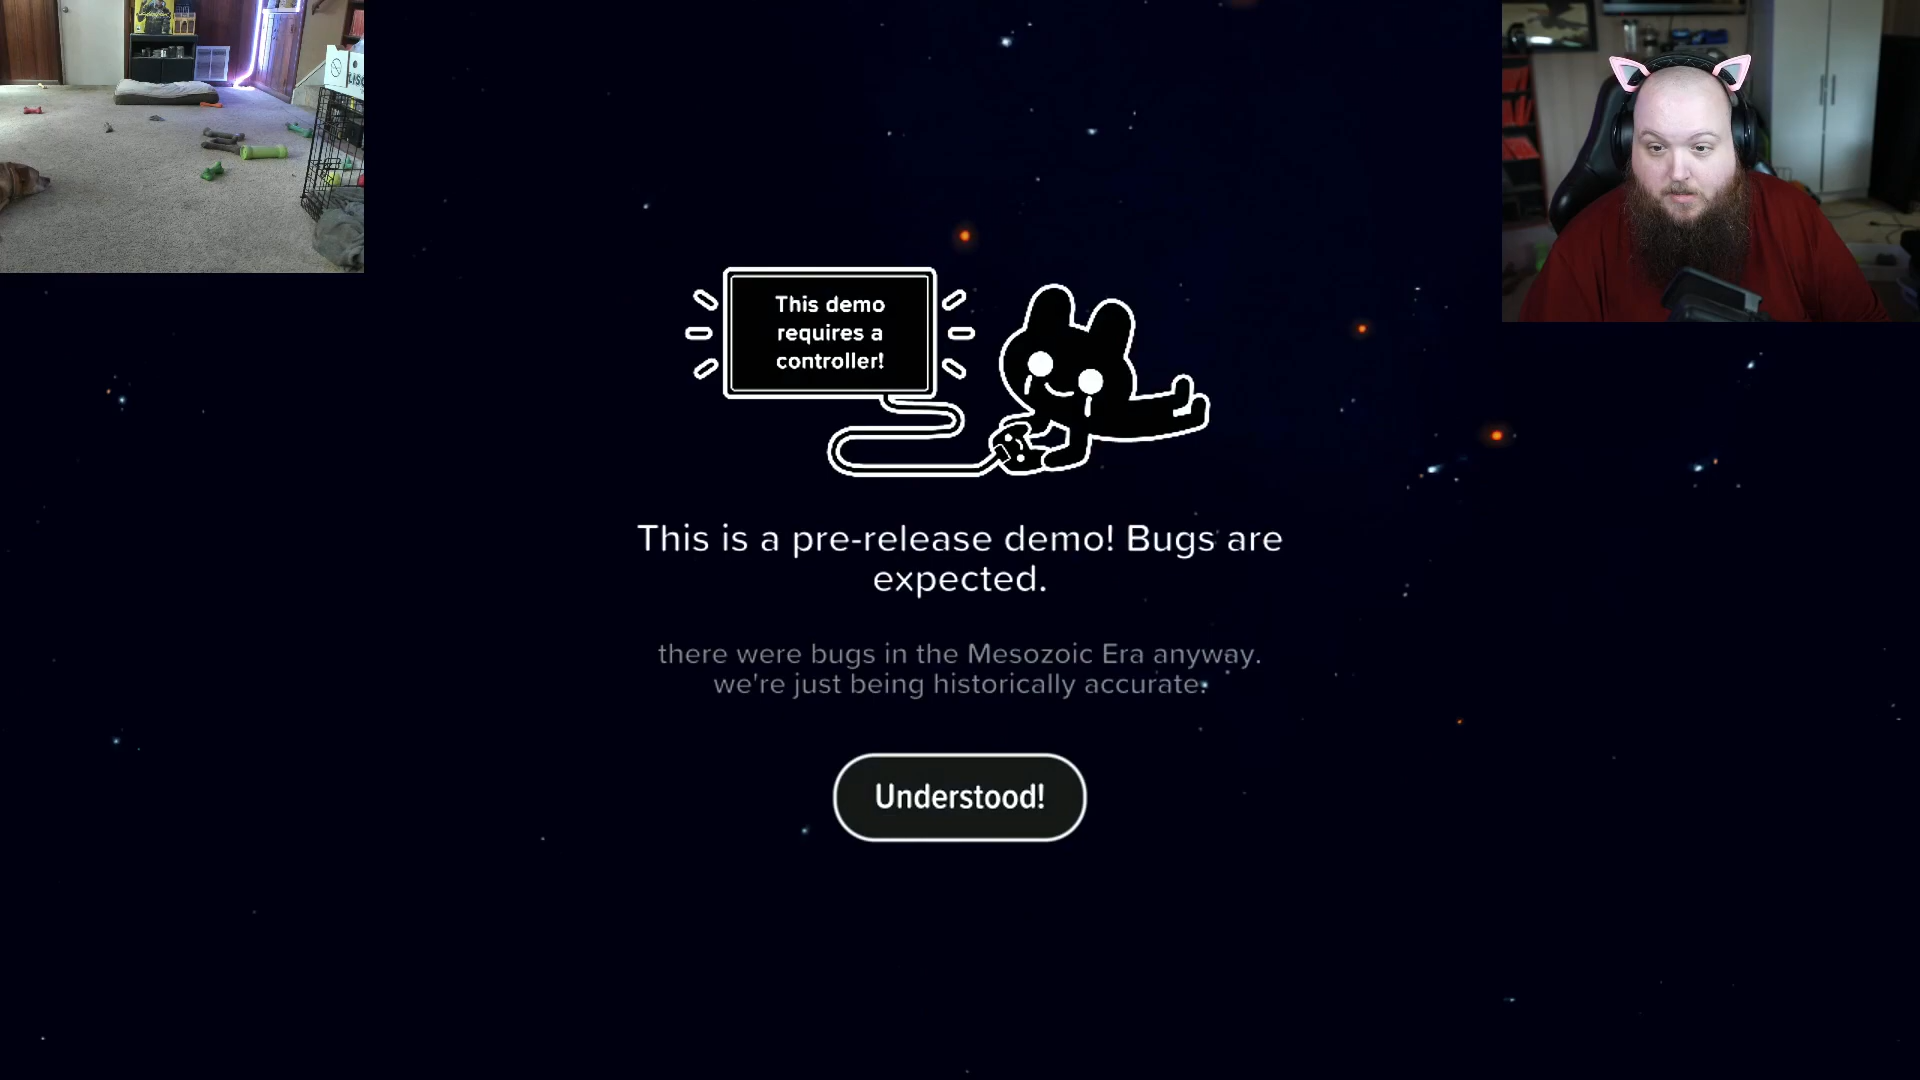 This demo
requires a
controller!
This is a pre-release demo! Bugs are
expected.
there were bugs in the Mesozoic Era anyway.
we're just being historically accurate.
Understood!